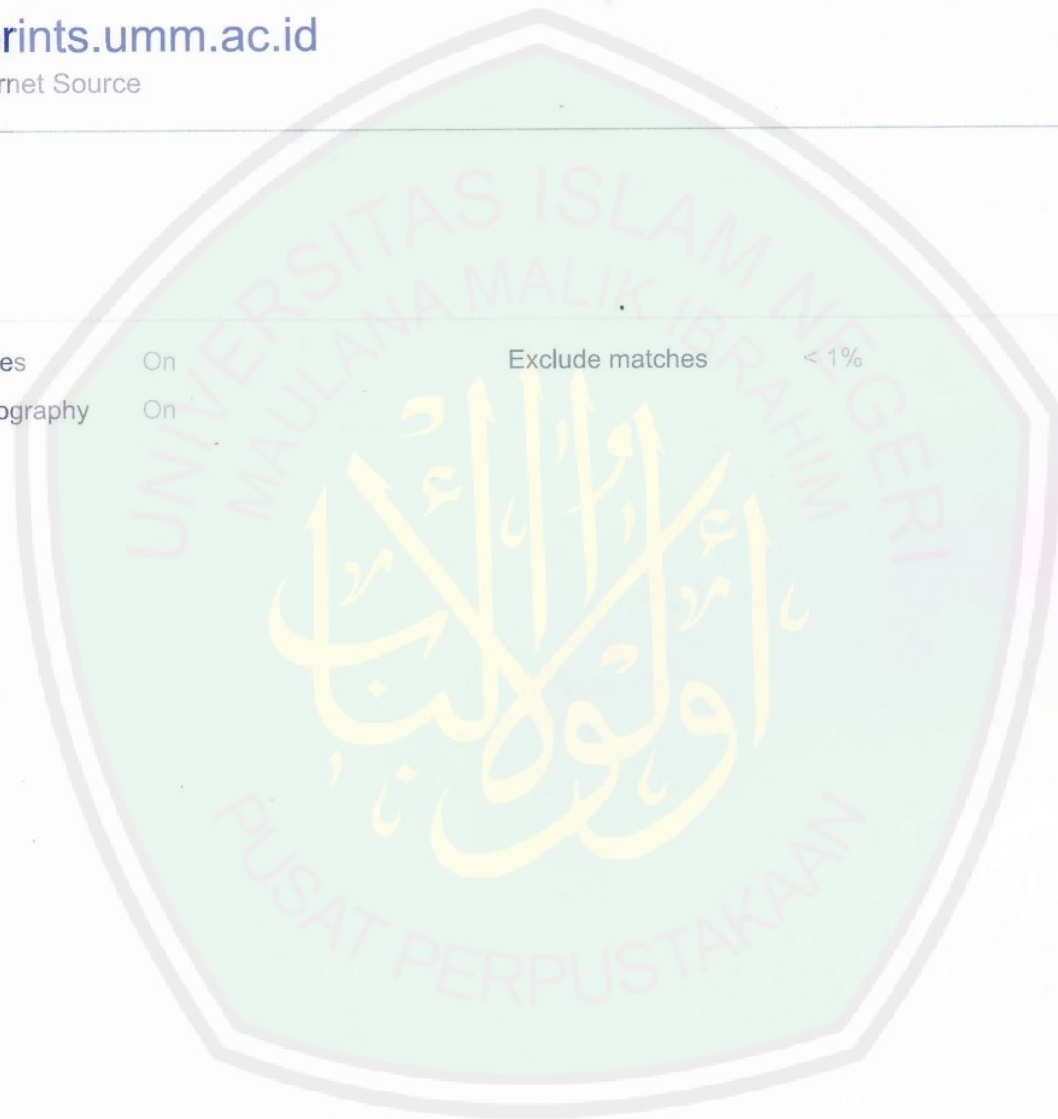 rints.umm.ac.id
rnet Source
es On Exclude matches < 1%
ography On
UNIVERSITAS ISLAM NEGERI
MAULANA MALIK IBRAHIM
أولوا الألباب
PUSAT PERPUSTAKAAN